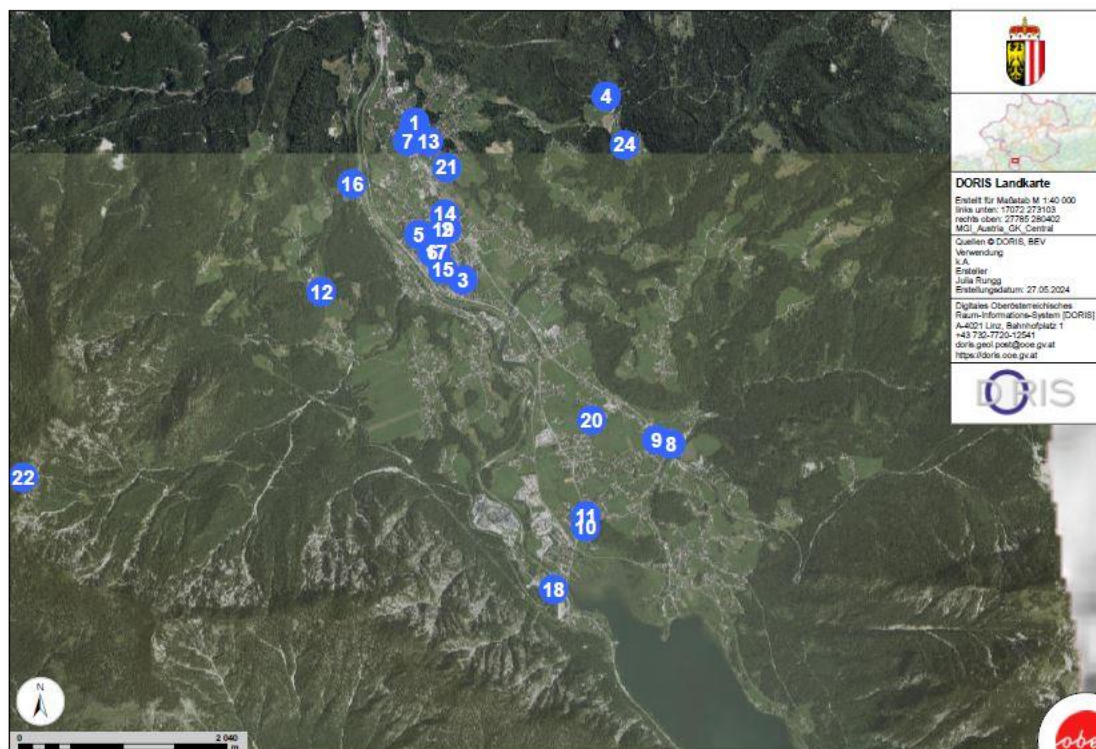 4
1
7
13
24
21
16
14
5
17
15
3
12
20
9
8
22
11
10
18
N
0
2 040
m
DORIS Landkarte
Erstellt für Maßstab M 1:40 000
links unten: 17072 273103
rechts oben: 27785 280402
MGI_Austria_GK_Central
Quellen © DORIS, BEV
Verwendung
k.A.
Ersteller
Julia Rungg
Erstellungsdatum: 27.05.2024
Digitales Oberösterreichisches
Raum-Informations-System [DORIS]
A-4021 Linz, Bahnhofplatz 1
+43 732-7720-12541
doris.geol.post@ooe.gv.at
https://doris.ooe.gv.at
DORIS
obe